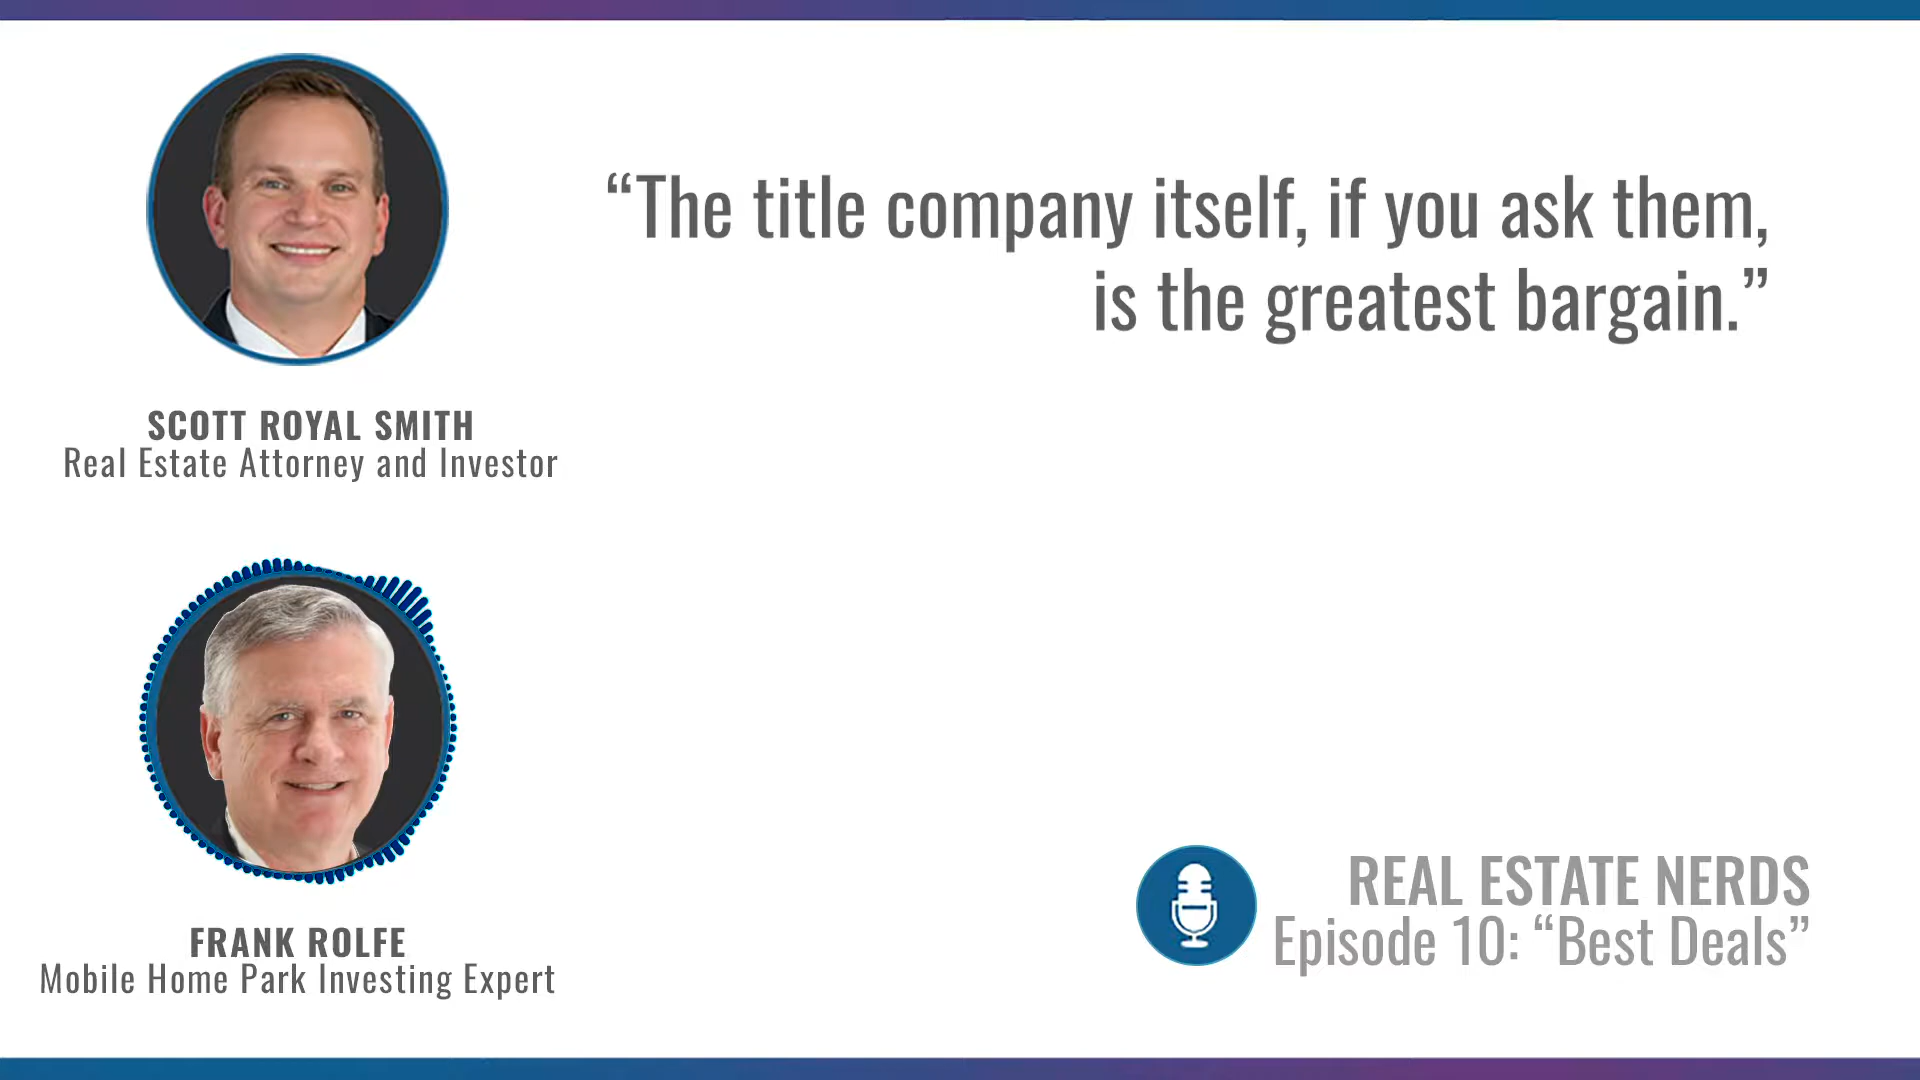 “The title company itself, if you ask them,
is the greatest bargain.”
SCOTT ROYAL SMITH
Real Estate Attorney and Investor
FRANK ROLFE
Mobile Home Park Investing Expert
REAL ESTATE NERDS
Episode 10: “Best Deals”